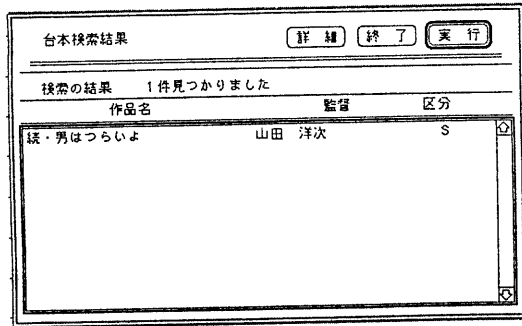 台本検索結果 詳細 終了 実行
検索の結果 1件見つかりました
作品名 監督 区分
続・男はつらいよ 山田 洋次 S